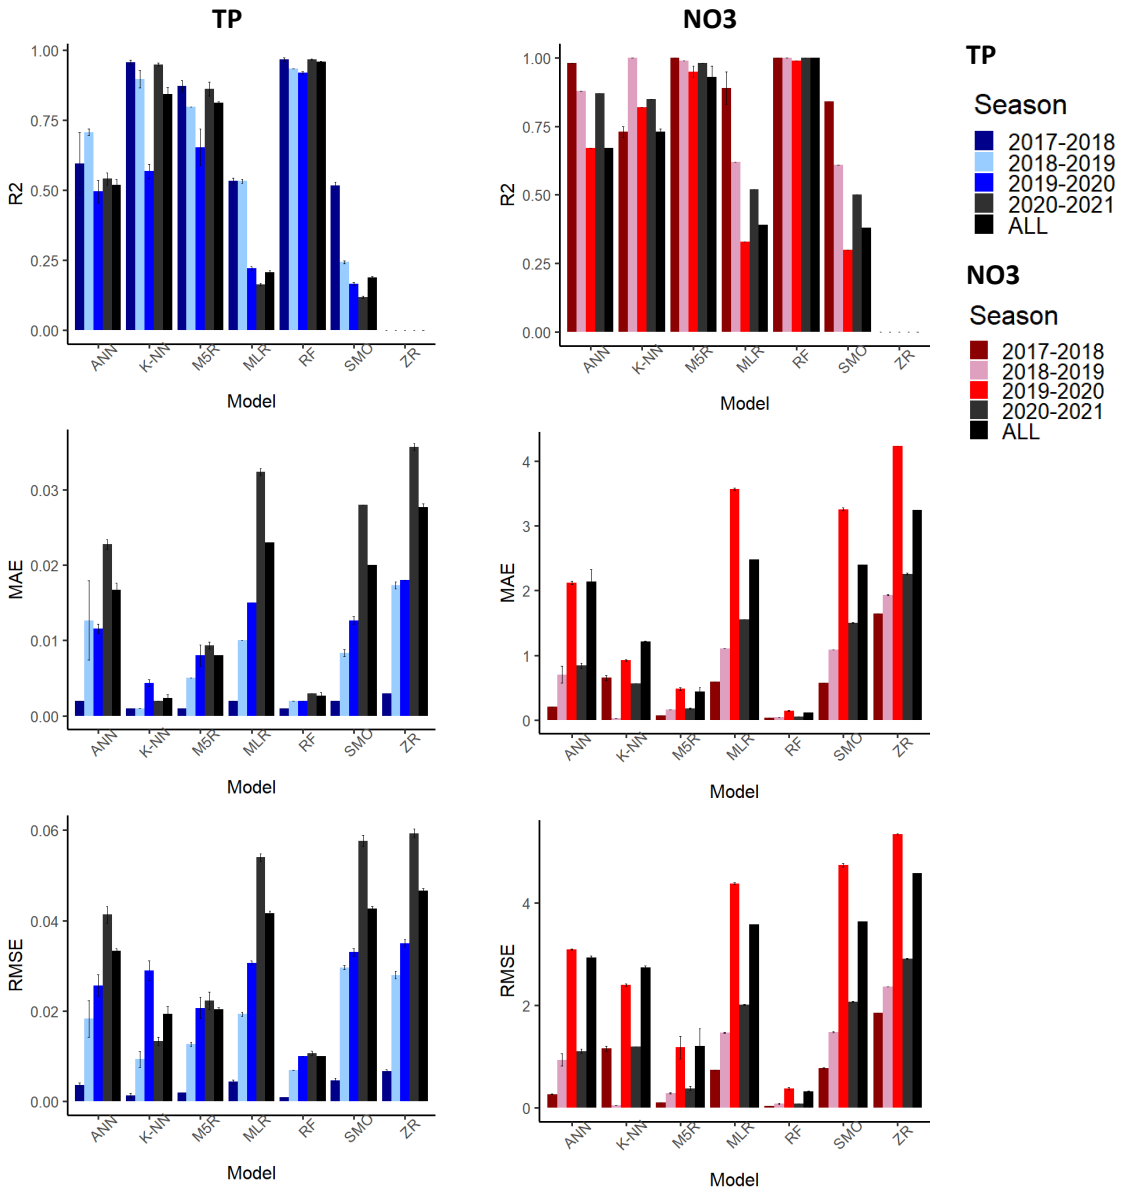 TP
NO3
1.00
0.75
0.50
0.25
0.00
R2
ANN
K-NN
M5R
MLR
RF
SMO
ZR
Model
1.00
0.75
0.50
0.25
0.00
R2
ANN
K-NN
M5R
MLR
RF
SMO
ZR
Model
TP
Season
2017-2018
2018-2019
2019-2020
2020-2021
ALL
NO3
Season
2017-2018
2018-2019
2019-2020
2020-2021
ALL
0.03
0.02
0.01
0.00
MAE
ANN
K-NN
M5R
MLR
RF
SMO
ZR
Model
4
3
2
1
0
MAE
ANN
K-NN
M5R
MLR
RF
SMO
ZR
Model
0.06
0.04
0.02
0.00
RMSE
ANN
K-NN
M5R
MLR
RF
SMO
ZR
Model
4
2
0
RMSE
ANN
K-NN
M5R
MLR
RF
SMO
ZR
Model